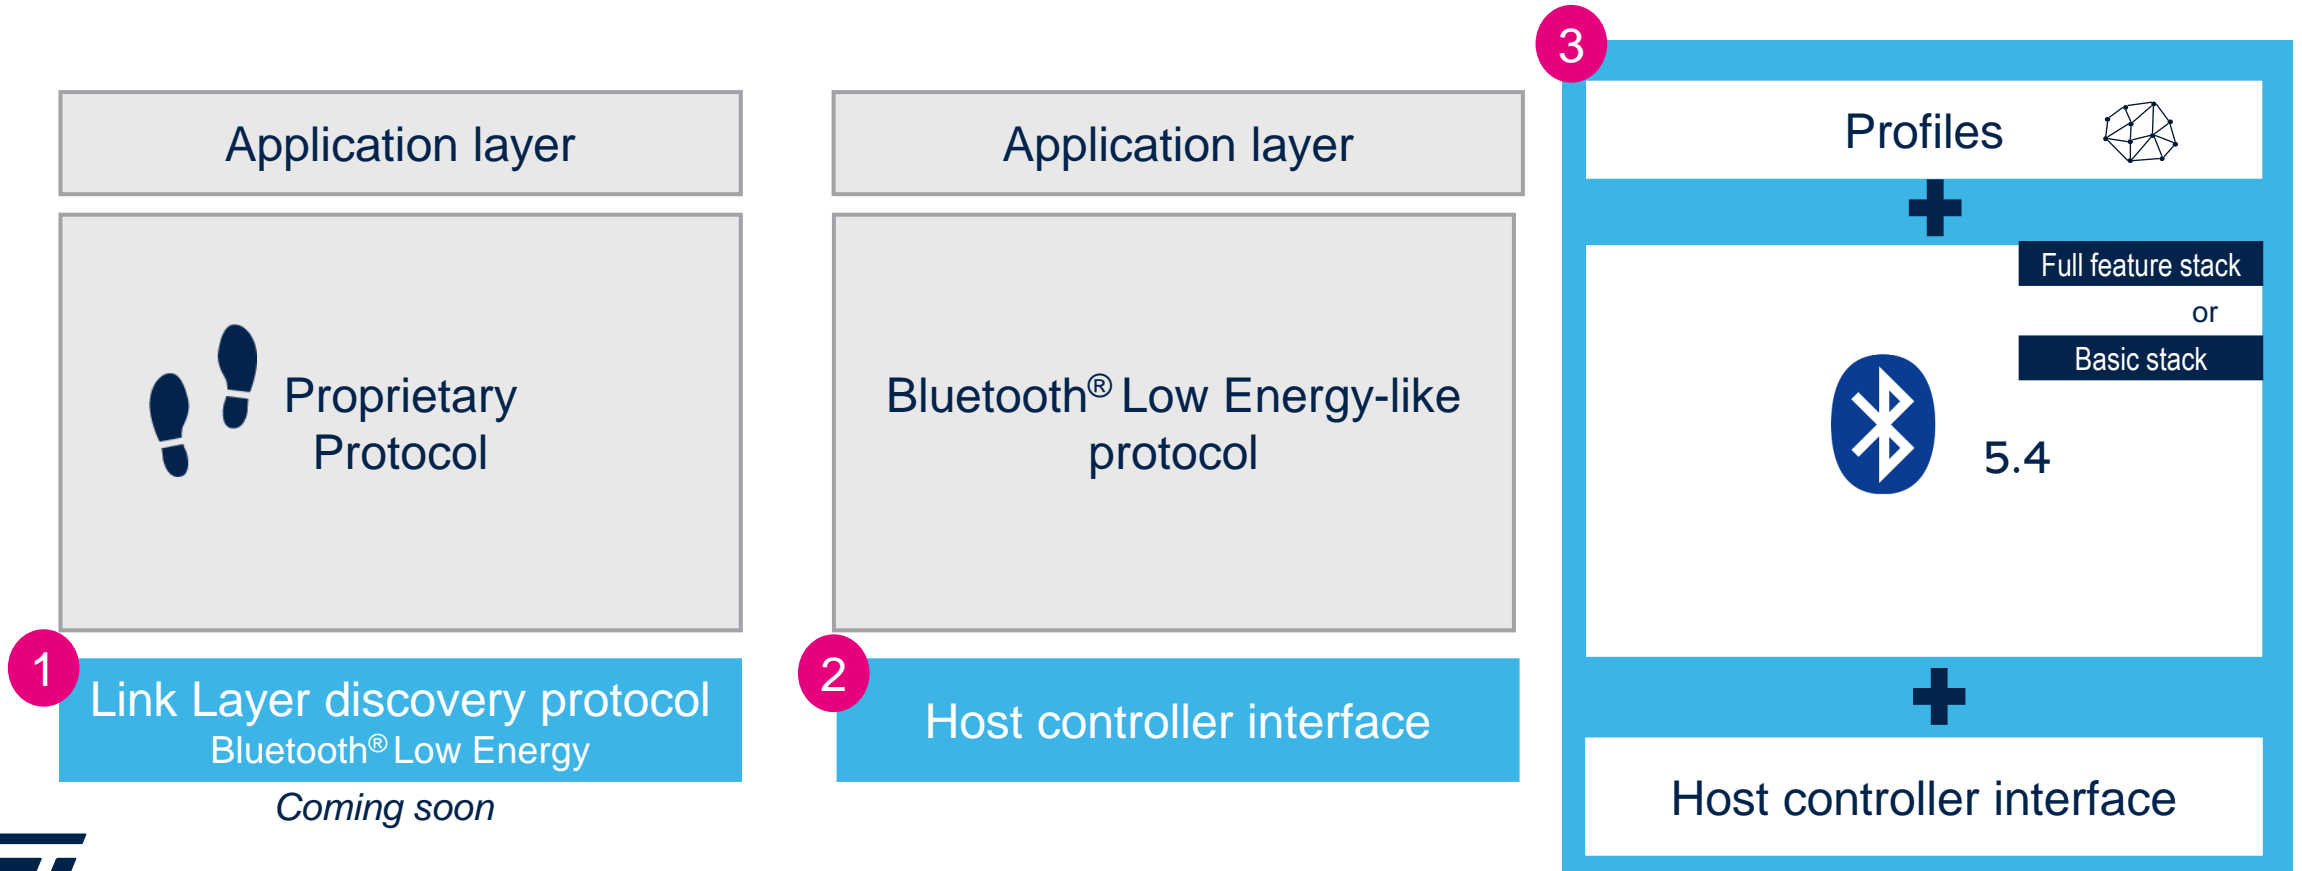 Application layer
Proprietary
Protocol
1
Link Layer discovery protocol
Bluetooth® Low Energy
Coming soon
Application layer
Bluetooth® Low Energy-like
protocol
2
Host controller interface
3
Profiles
Full feature stack
or
Basic stack
5.4
Host controller interface